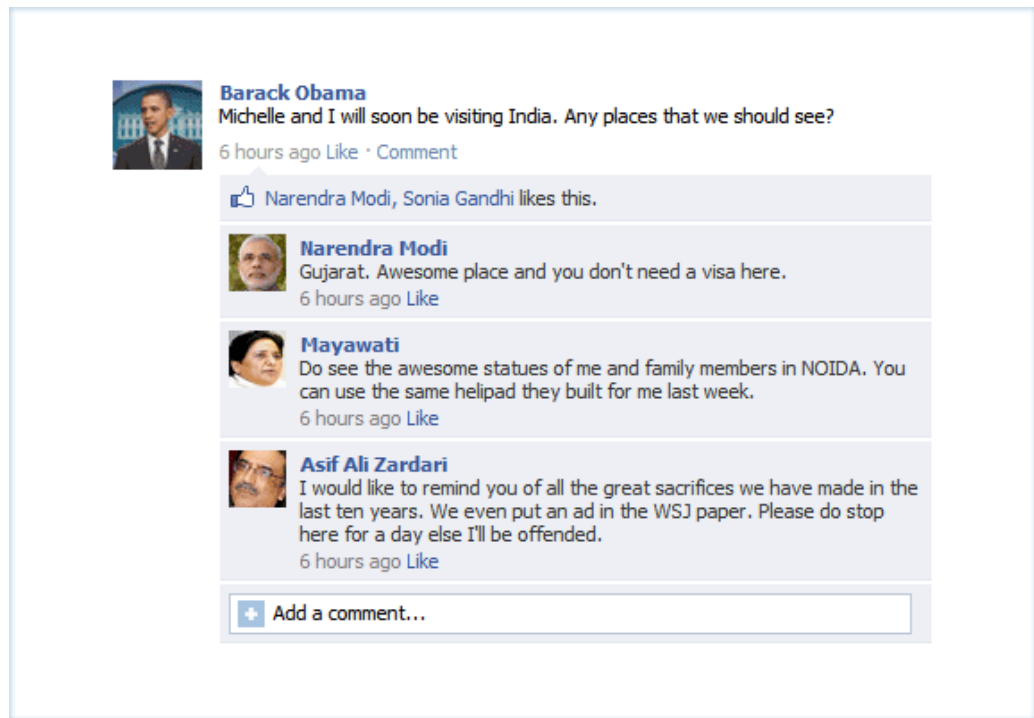 Barack Obama
Michelle and I will soon be visiting India. Any places that we should see?
6 hours ago Like · Comment
Narendra Modi, Sonia Gandhi likes this.
Narendra Modi
Gujarat. Awesome place and you don't need a visa here.
6 hours ago Like
Mayawati
Do see the awesome statues of me and family members in NOIDA. You
can use the same helipad they built for me last week.
6 hours ago Like
Asif Ali Zardari
I would like to remind you of all the great sacrifices we have made in the
last ten years. We even put an ad in the WSJ paper. Please do stop
here for a day else I'll be offended.
6 hours ago Like
Add a comment...